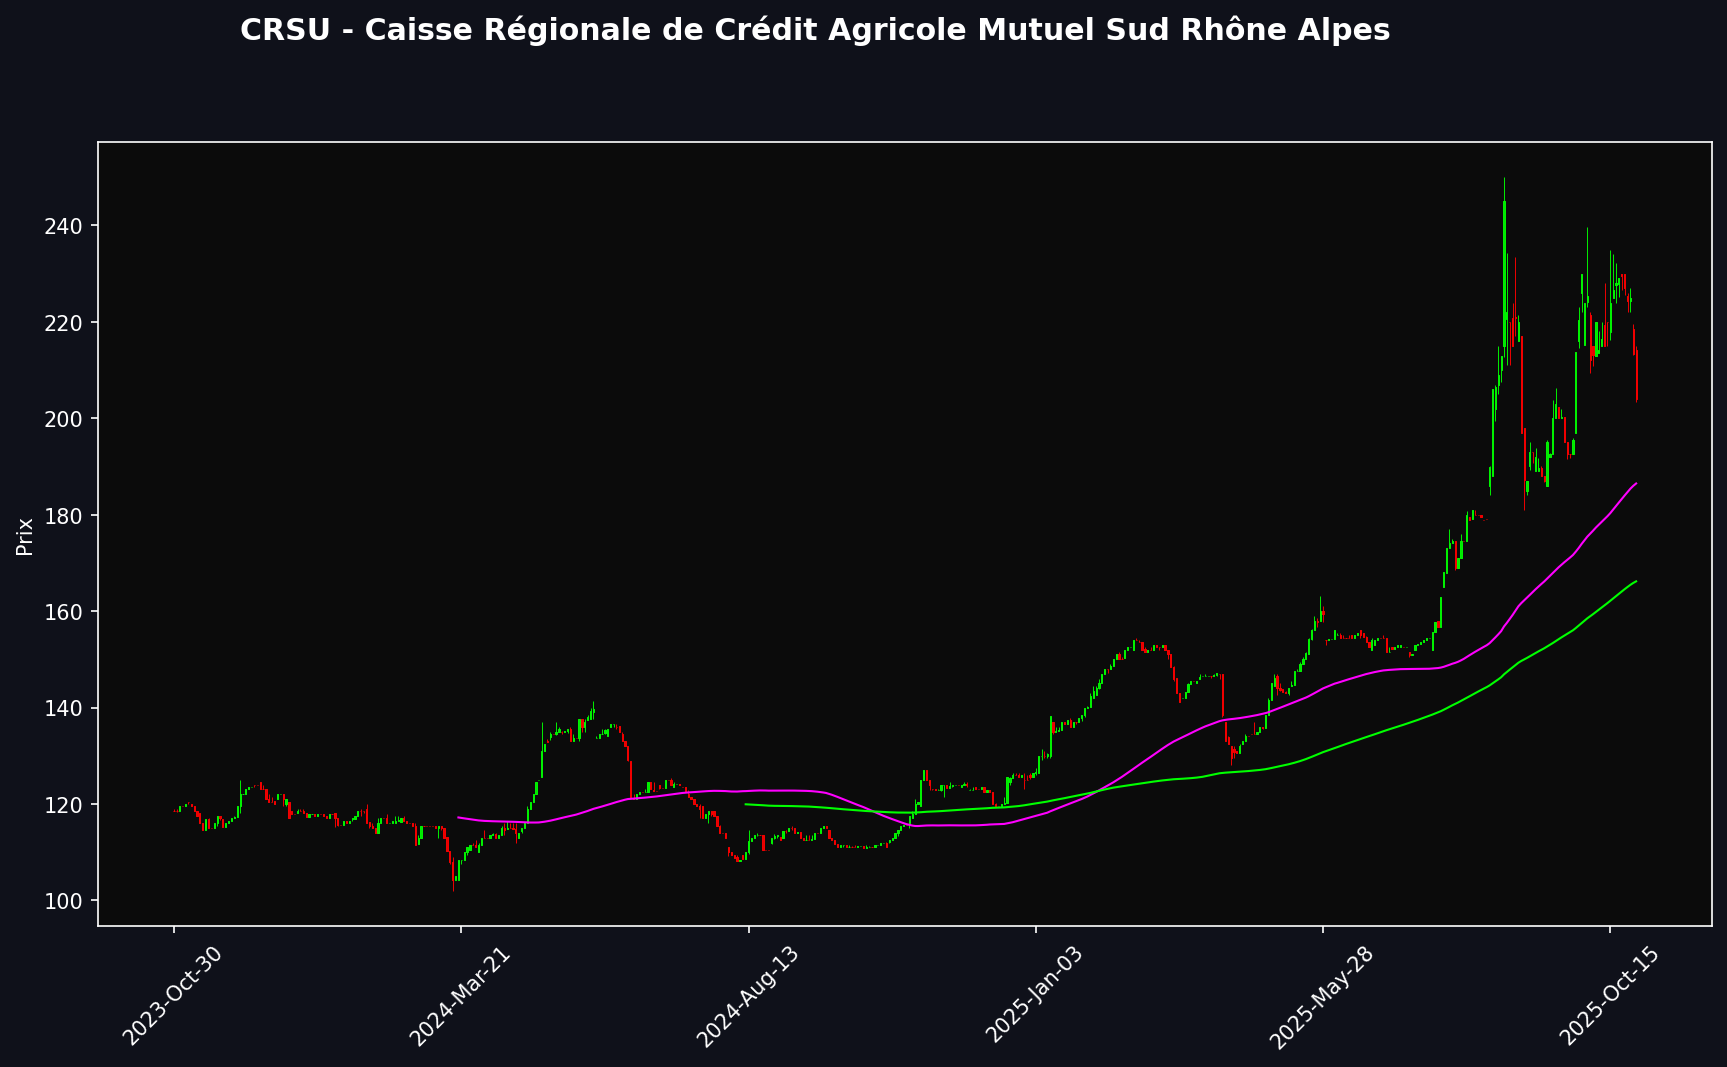 CRSU - Caisse Régionale de Crédit Agricole Mutuel Sud Rhône Alpes
Prix
240
220
200
180
160
140
120
100
2023-Oct-30
2024-Mar-21
2024-Aug-13
2025-Jan-03
2025-May-28
2025-Oct-15